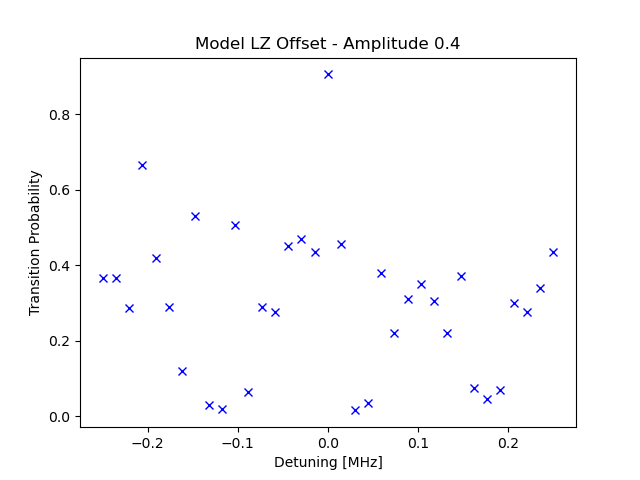 Model LZ Offset - Amplitude 0.4
Transition Probability
0.8
0.6
0.4
0.2
0.0
−0.2 −0.1 0.0 0.1 0.2
Detuning [MHz]